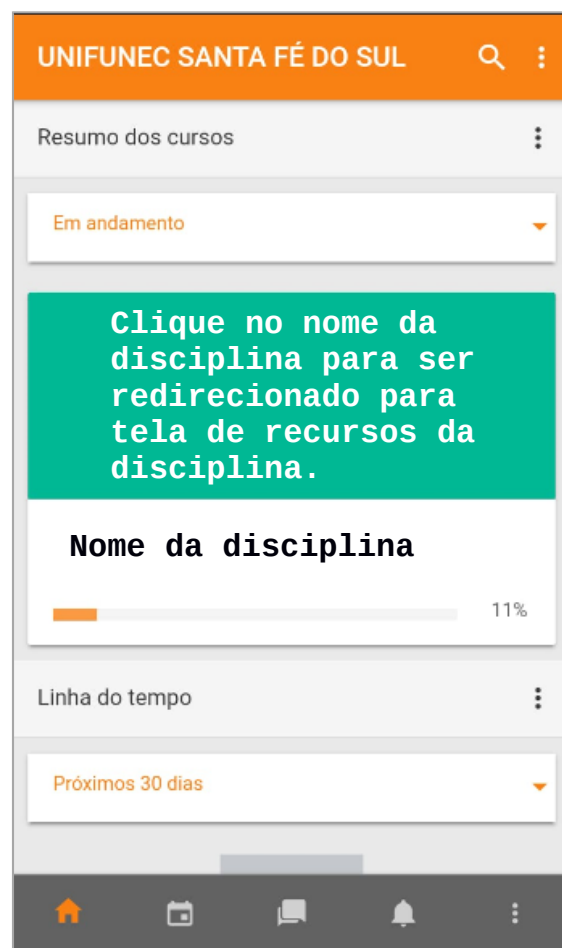 UNIFUNEC SANTA FÉ DO SUL
Resumo dos cursos
Em andamento
Clique no nome da
disciplina para ser
redirecionado para
tela de recursos da
disciplina.
Nome da disciplina
11%
Linha do tempo
Próximos 30 dias